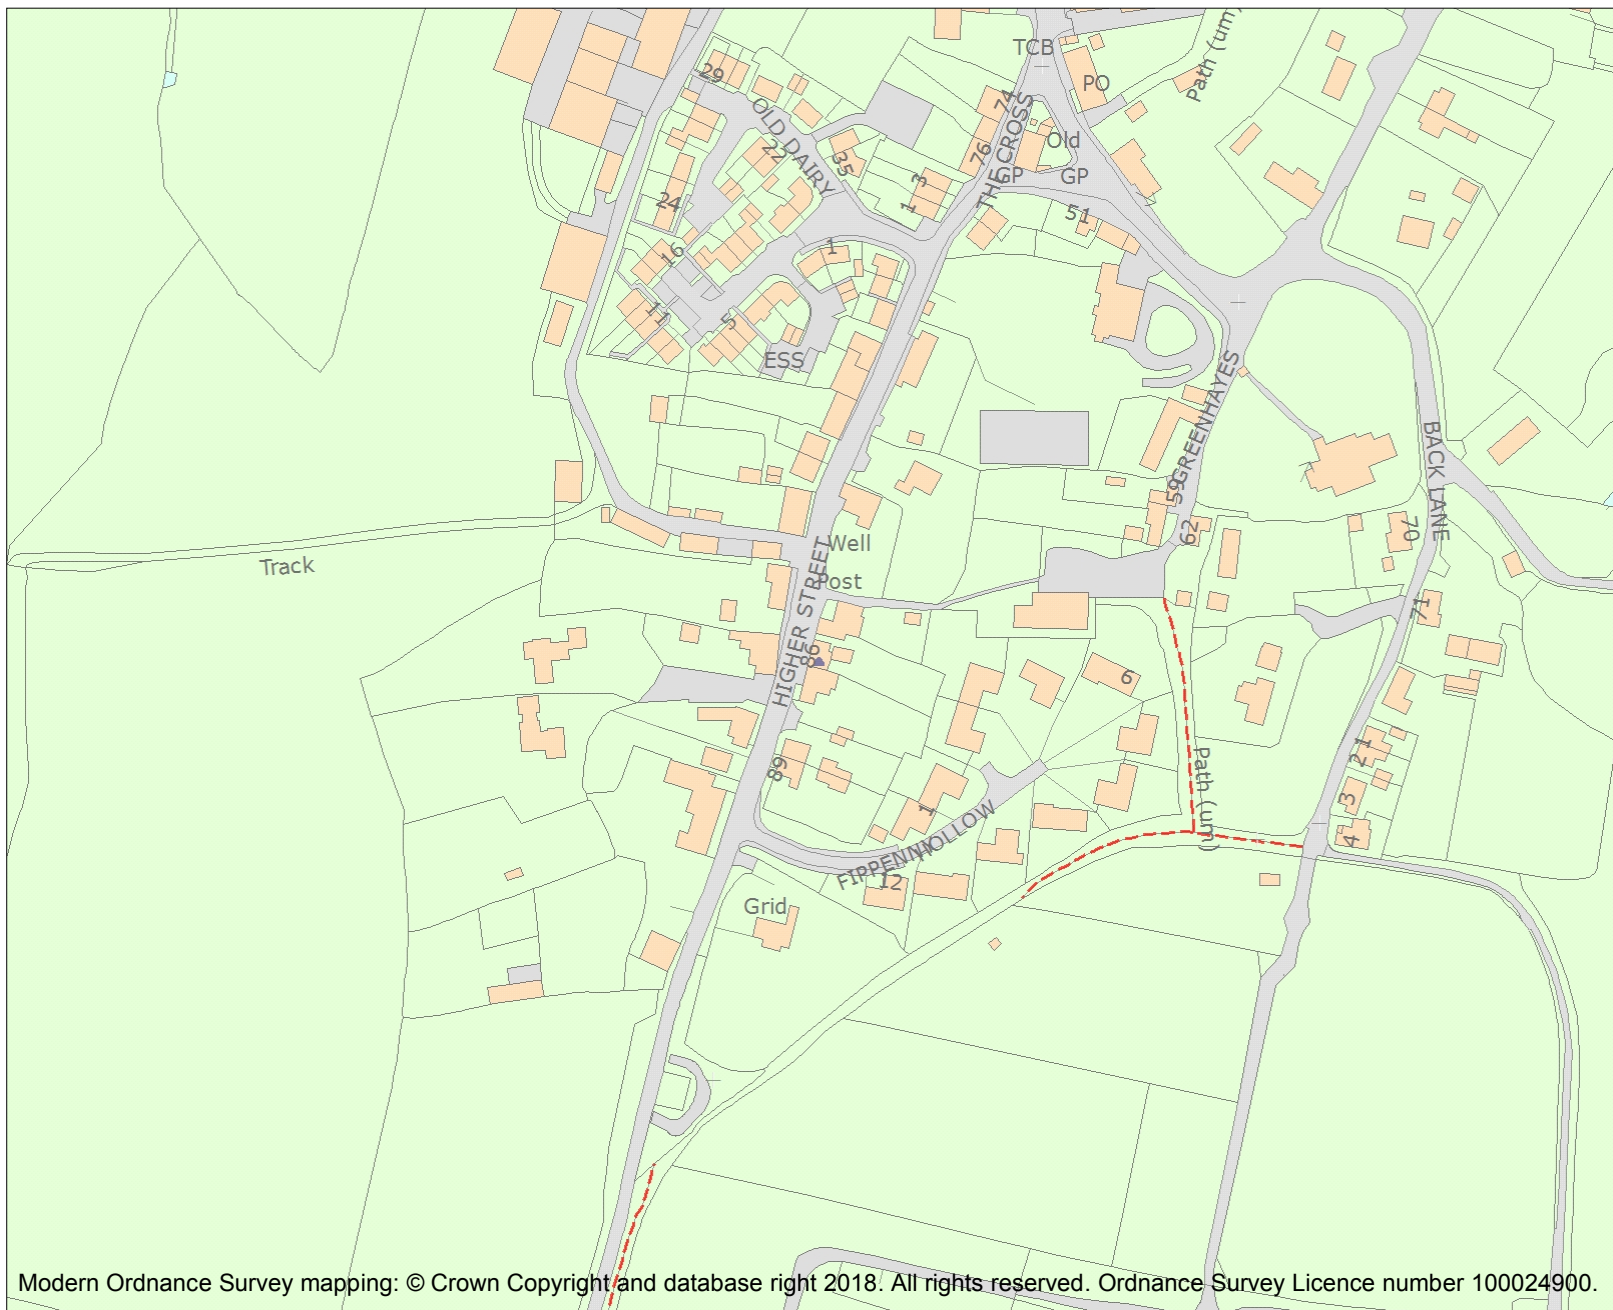 TCB
Path (um)
PO
29
74
OLD DAIRY
THE CROSS
Old
22
35
76
GP
GP
3
24
1
51
1
16
11
5
ESS
GREENHAYES
BACK LANE
59
62
70
Well
Track
Post
HIGHER STREET
71
86
6
Path (um)
21
89
3
1
4
FIPPENNHOLLOW
12
Grid
Modern Ordnance Survey mapping: © Crown Copyright and database right 2018. All rights reserved. Ordnance Survey Licence number 100024900.